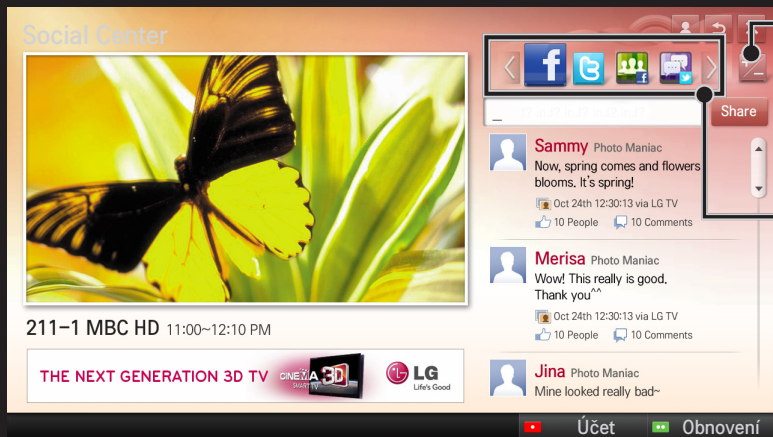 Social Center
Share
Sammy Photo Maniac
Now, spring comes and flowers
blooms. It's spring!
Oct 24th 12:30:13 via LG TV
10 People 10 Comments
Merisa Photo Maniac
Wow! This really is good.
Thank you^^
Oct 24th 12:30:13 via LG TV
10 People 10 Comments
Jina Photo Maniac
Mine looked really bad~
211-1 MBC HD 11:00~12:10 PM
THE NEXT GENERATION 3D TV CINEMA 3D SMART TV LG Life's Good
Účet Obnovení